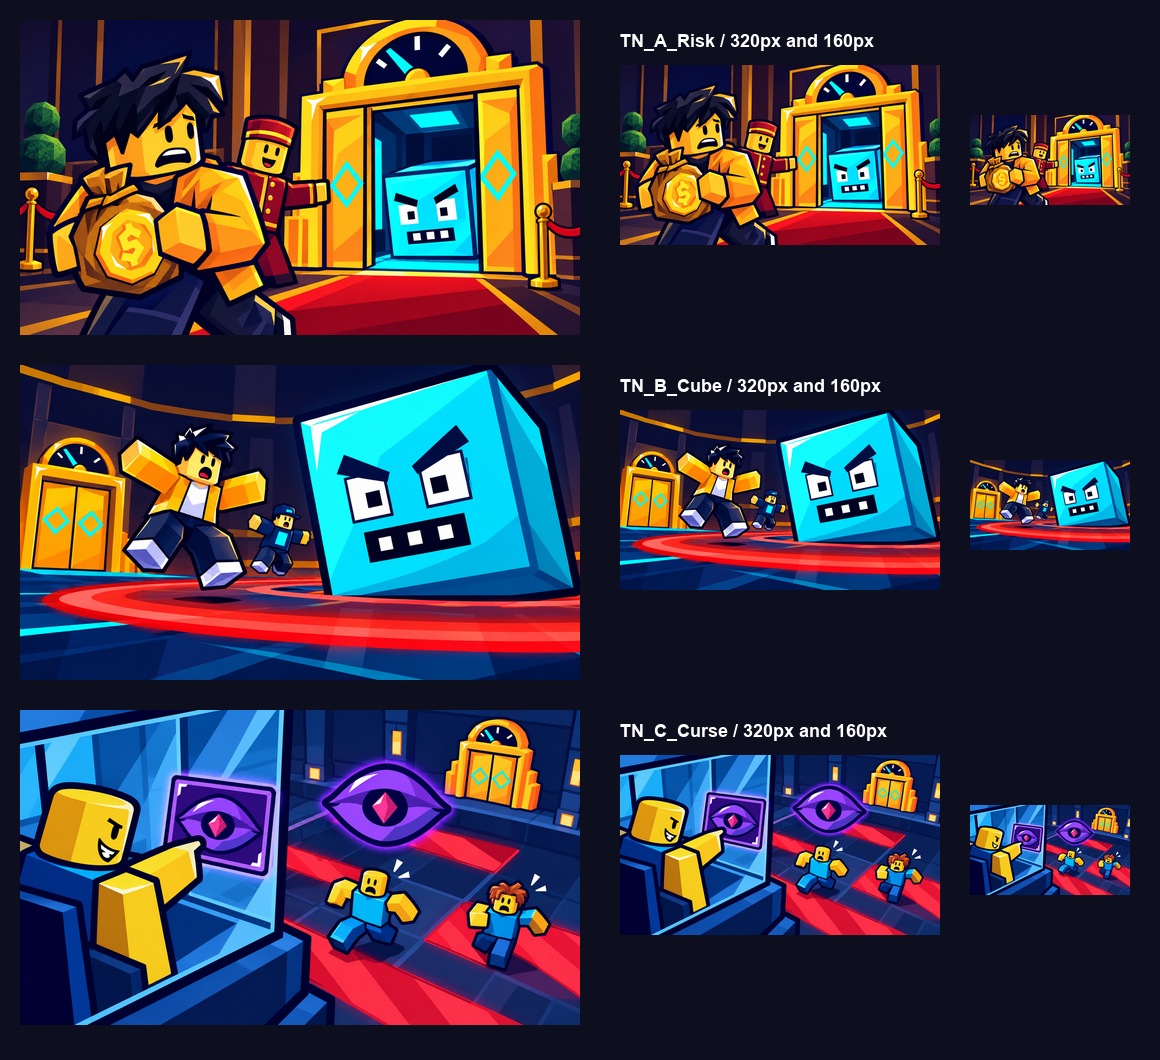 TN_A_Risk / 320px and 160px
$
TN_B_Cube / 320px and 160px
TN_C_Curse / 320px and 160px